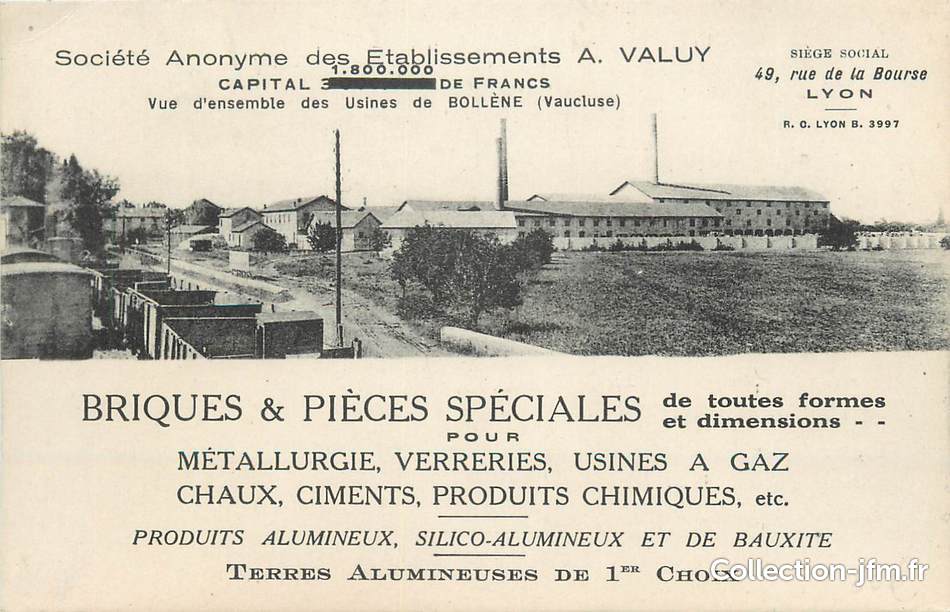 Société Anonyme des Etablissements A. VALUY
1.800.000
CAPITAL 3 DE FRANCS
Vue d'ensemble des Usines de BOLLÈNE (Vaucluse)
SIÈGE SOCIAL
49, rue de la Bourse
LYON
R. C. LYON B. 3997
BRIQUES & PIÈCES SPÉCIALES de toutes formes
et dimensions - -
POUR
MÉTALLURGIE, VERRERIES, USINES A GAZ
CHAUX, CIMENTS, PRODUITS CHIMIQUES, etc.
PRODUITS ALUMINEUX, SILICO-ALUMINEUX ET DE BAUXITE
TERRES ALUMINEUSES DE 1ER CHOIX
Collection-jfm.fr